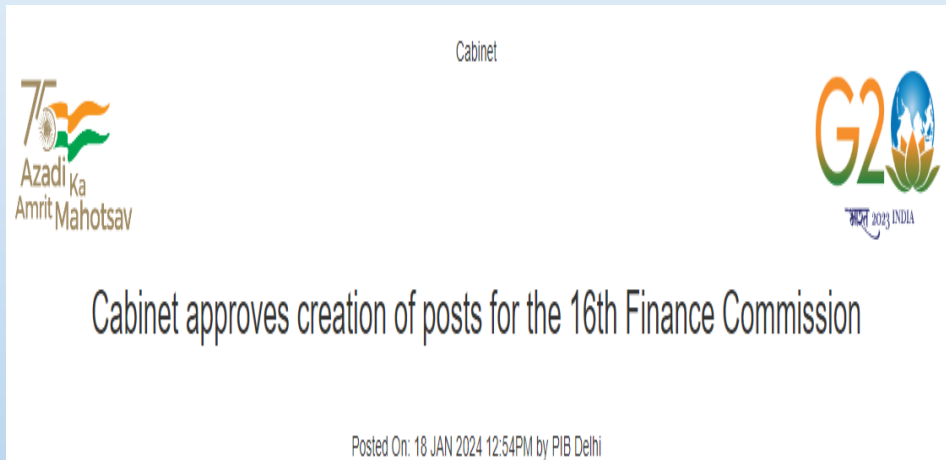 Cabinet
75
Azadi Ka
Amrit Mahotsav
G20
भारत 2023 INDIA
Cabinet approves creation of posts for the 16th Finance Commission
Posted On: 18 JAN 2024 12:54PM by PIB Delhi